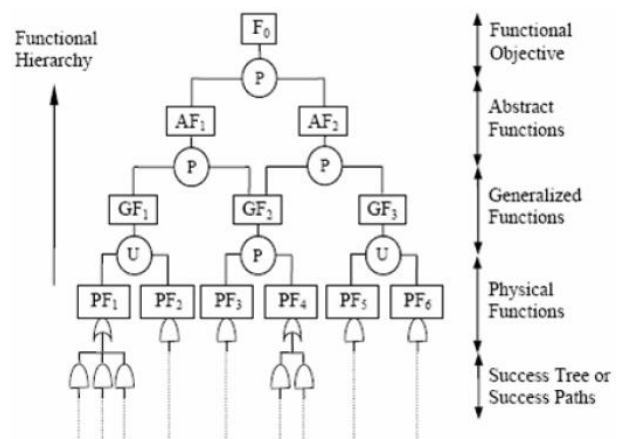 Functional
Hierarchy
F₀
P
AF₁ AF₂
P P
GF₁ GF₂ GF₃
U P U
PF₁ PF₂ PF₃ PF₄ PF₅ PF₆
Functional
Objective
Abstract
Functions
Generalized
Functions
Physical
Functions
Success Tree or
Success Paths